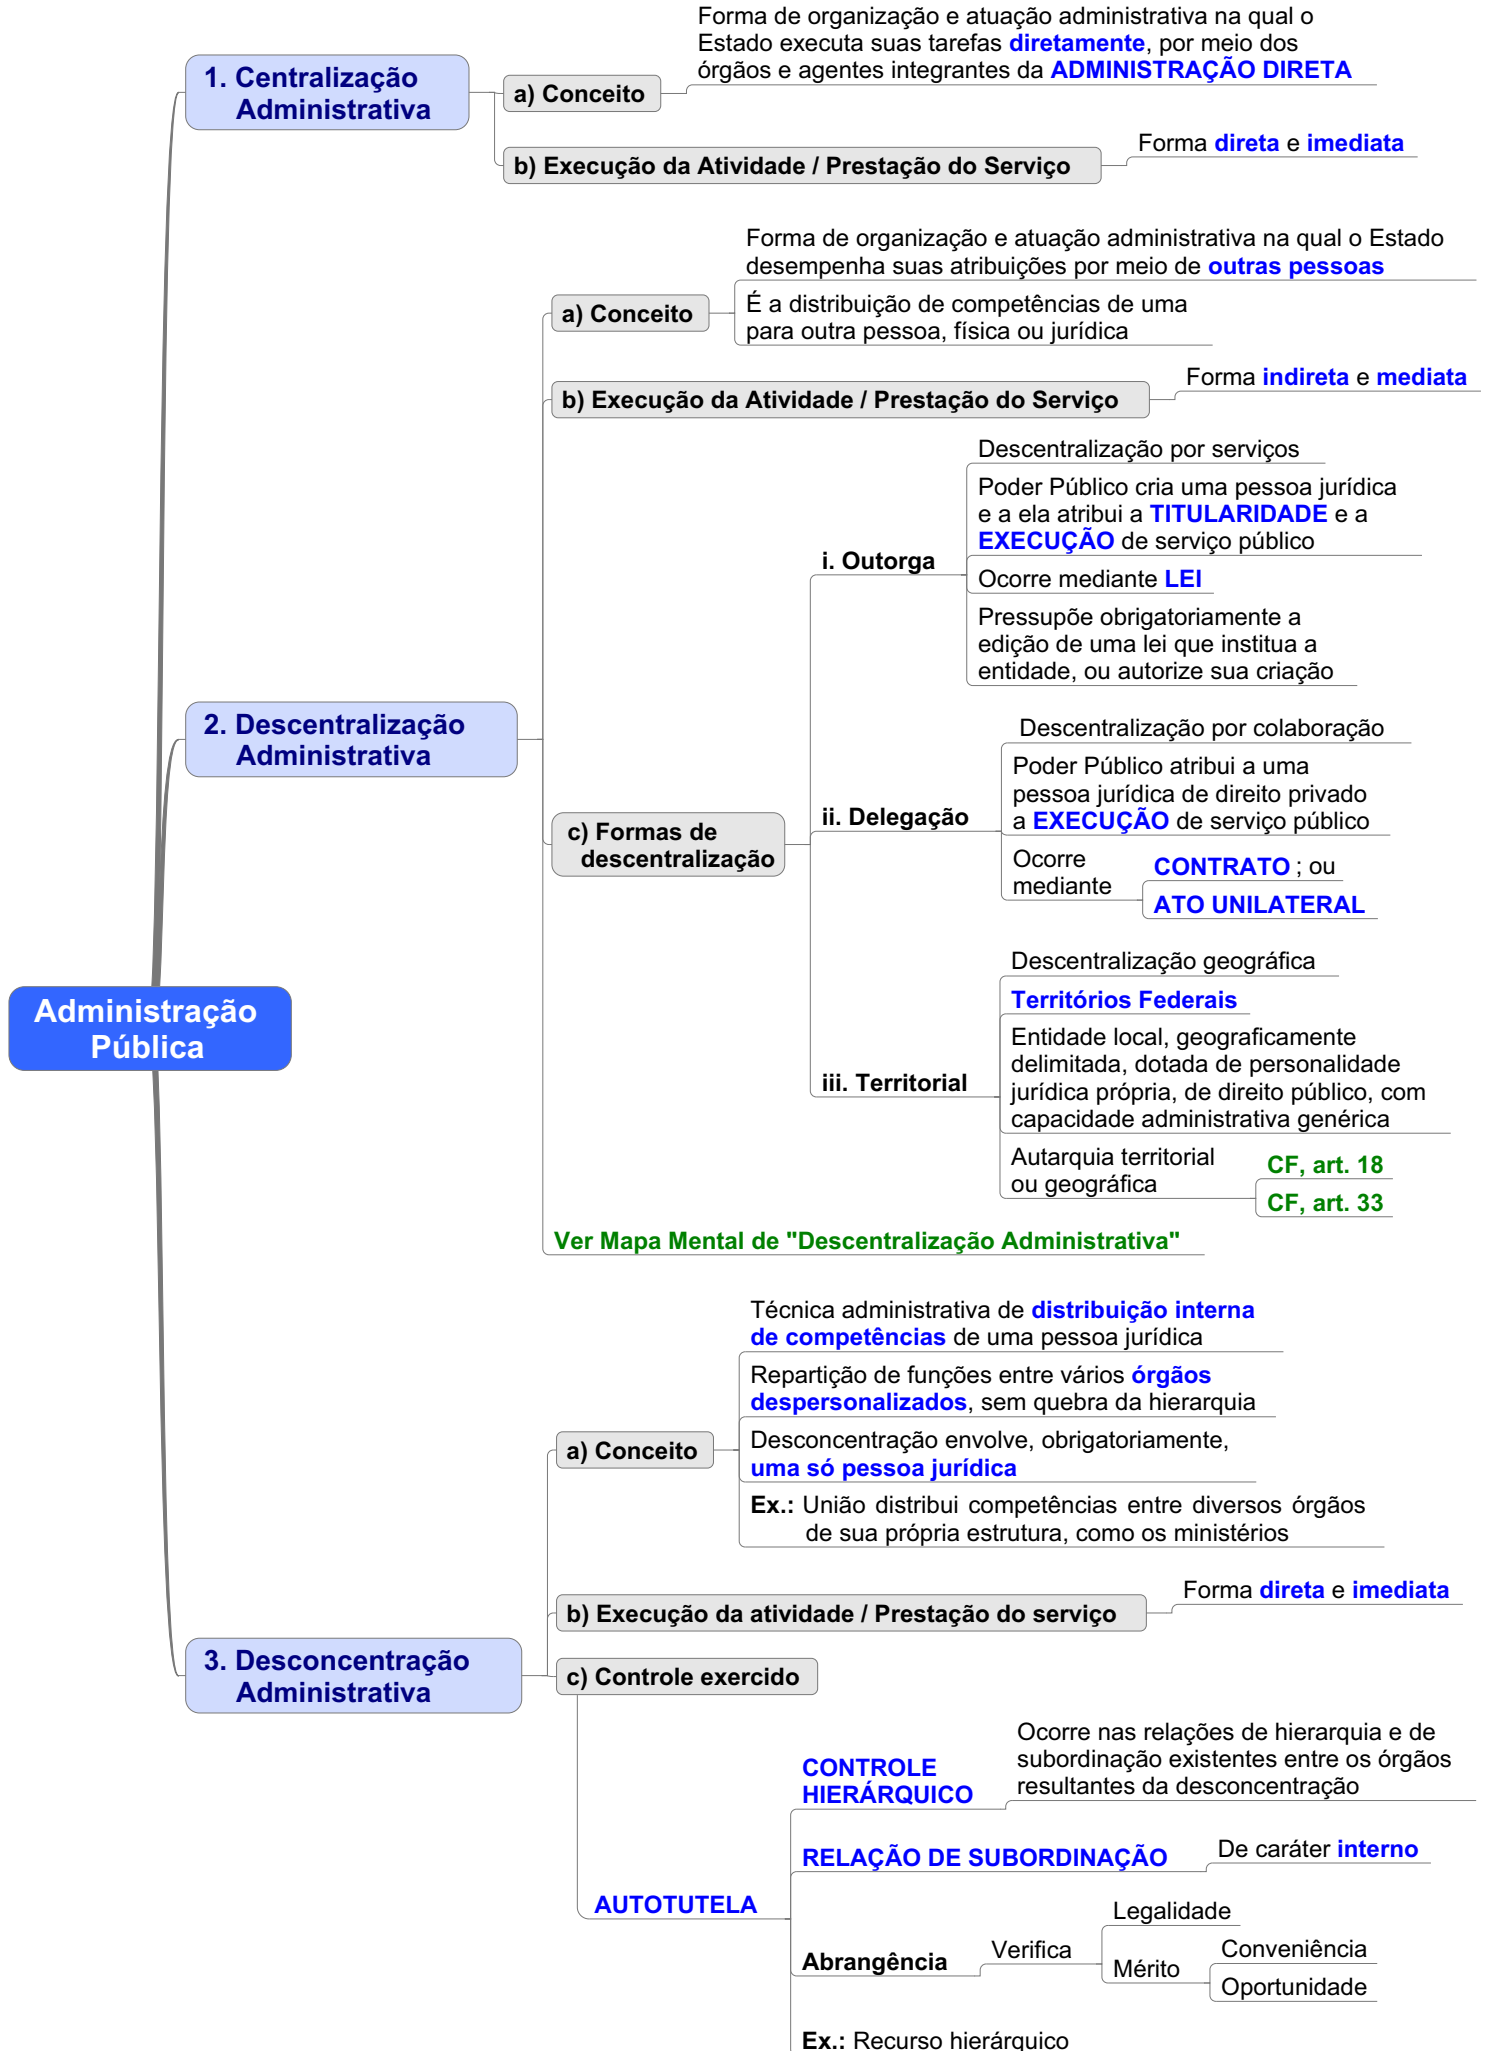 Administração
Pública
1. Centralização
Administrativa
a) Conceito
Forma de organização e atuação administrativa na qual o
Estado executa suas tarefas diretamente, por meio dos
órgãos e agentes integrantes da ADMINISTRAÇÃO DIRETA
b) Execução da Atividade / Prestação do Serviço
Forma direta e imediata
2. Descentralização
Administrativa
a) Conceito
Forma de organização e atuação administrativa na qual o Estado
desempenha suas atribuições por meio de outras pessoas
É a distribuição de competências de uma
para outra pessoa, física ou jurídica
b) Execução da Atividade / Prestação do Serviço
Forma indireta e mediata
c) Formas de
descentralização
i. Outorga
Descentralização por serviços
Poder Público cria uma pessoa jurídica
e a ela atribui a TITULARIDADE e a
EXECUÇÃO de serviço público
Ocorre mediante LEI
Pressupõe obrigatoriamente a
edição de uma lei que institua a
entidade, ou autorize sua criação
ii. Delegação
Descentralização por colaboração
Poder Público atribui a uma
pessoa jurídica de direito privado
a EXECUÇÃO de serviço público
Ocorre
mediante
CONTRATO ; ou
ATO UNILATERAL
iii. Territorial
Descentralização geográfica
Territórios Federais
Entidade local, geograficamente
delimitada, dotada de personalidade
jurídica própria, de direito público, com
capacidade administrativa genérica
Autarquia territorial
ou geográfica
CF, art. 18
CF, art. 33
Ver Mapa Mental de "Descentralização Administrativa"
3. Desconcentração
Administrativa
a) Conceito
Técnica administrativa de distribuição interna
de competências de uma pessoa jurídica
Repartição de funções entre vários órgãos
despersonalizados, sem quebra da hierarquia
Desconcentração envolve, obrigatoriamente,
uma só pessoa jurídica
Ex.: União distribui competências entre diversos órgãos
de sua própria estrutura, como os ministérios
b) Execução da atividade / Prestação do serviço
Forma direta e imediata
c) Controle exercido
AUTOTUTELA
CONTROLE
HIERÁRQUICO
Ocorre nas relações de hierarquia e de
subordinação existentes entre os órgãos
resultantes da desconcentração
RELAÇÃO DE SUBORDINAÇÃO
De caráter interno
Abrangência
Verifica
Legalidade
Mérito
Conveniência
Oportunidade
Ex.: Recurso hierárquico